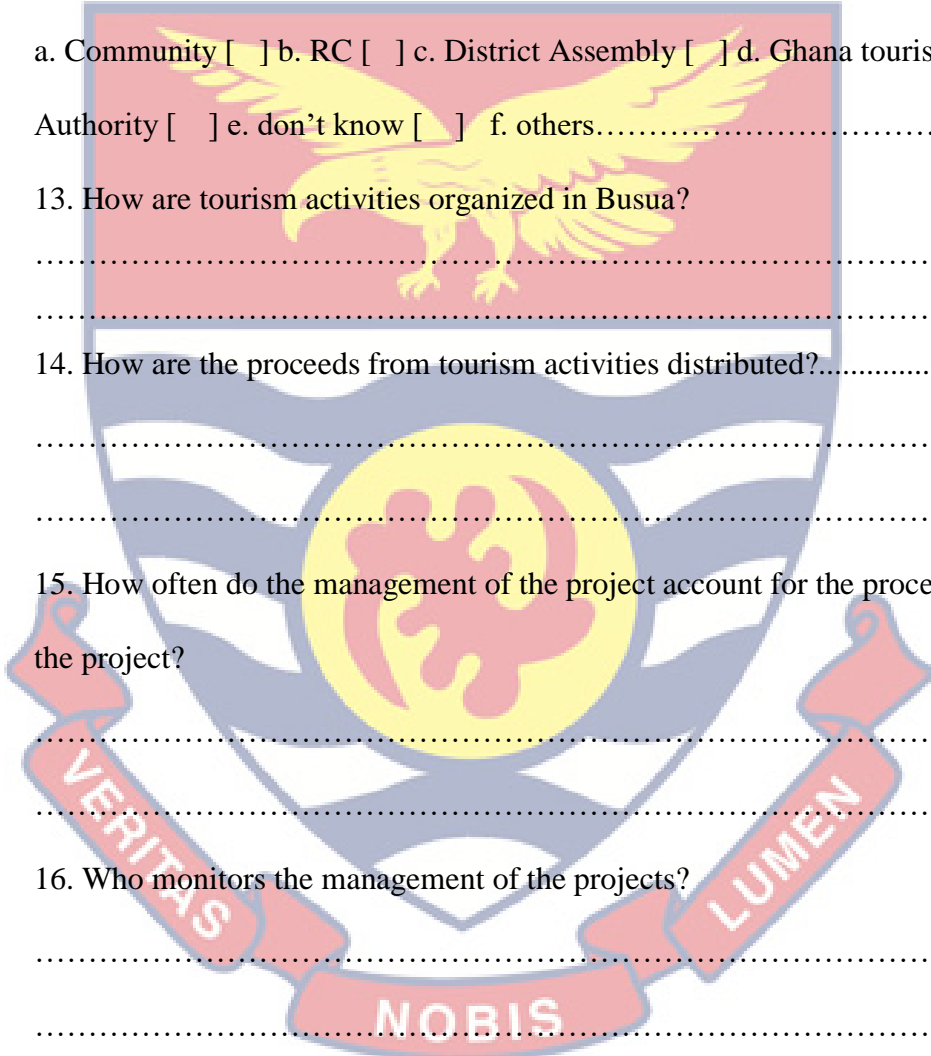 a. Community [ ] b. RC [ ] c. District Assembly [ ] d. Ghana touris
Authority [ ] e. don’t know [ ] f. others…………………………….
13. How are tourism activities organized in Busua?
………………………………………………………………………………
………………………………………………………………………………
14. How are the proceeds from tourism activities distributed?..............
………………………………………………………………………………
………………………………………………………………………………
15. How often do the management of the project account for the proce
the project?
………………………………………………………………………………
………………………………………………………………………………
16. Who monitors the management of the projects?
………………………………………………………………………………
………………………………………………………………………………
VERITAS
NOBIS
LUMEN